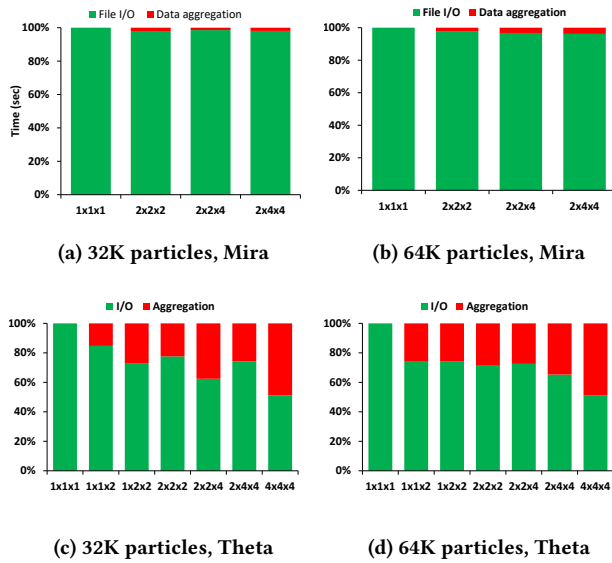 File I/O Data aggregation
100%
80%
60%
40%
20%
0%
Time (sec)
1x1x1 2x2x2 2x2x4 2x4x4
(a) 32K particles, Mira
File I/O Data aggregation
100%
80%
60%
40%
20%
0%
1x1x1 2x2x2 2x2x4 2x4x4
(b) 64K particles, Mira
I/O Aggregation
100%
80%
60%
40%
20%
0%
1x1x1 1x1x2 1x2x2 2x2x2 2x2x4 2x4x4 4x4x4
(c) 32K particles, Theta
I/O Aggregation
100%
80%
60%
40%
20%
0%
1x1x1 1x1x2 1x2x2 2x2x2 2x2x4 2x4x4 4x4x4
(d) 64K particles, Theta